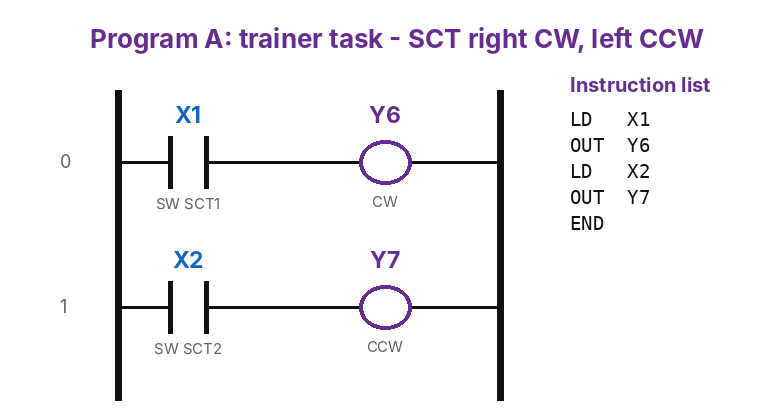 Program A: trainer task - SCT right CW, left CCW
Instruction list
X1
Y6
0
SW SCT1
CW
X2
Y7
1
SW SCT2
CCW
LD X1
OUT Y6
LD X2
OUT Y7
END